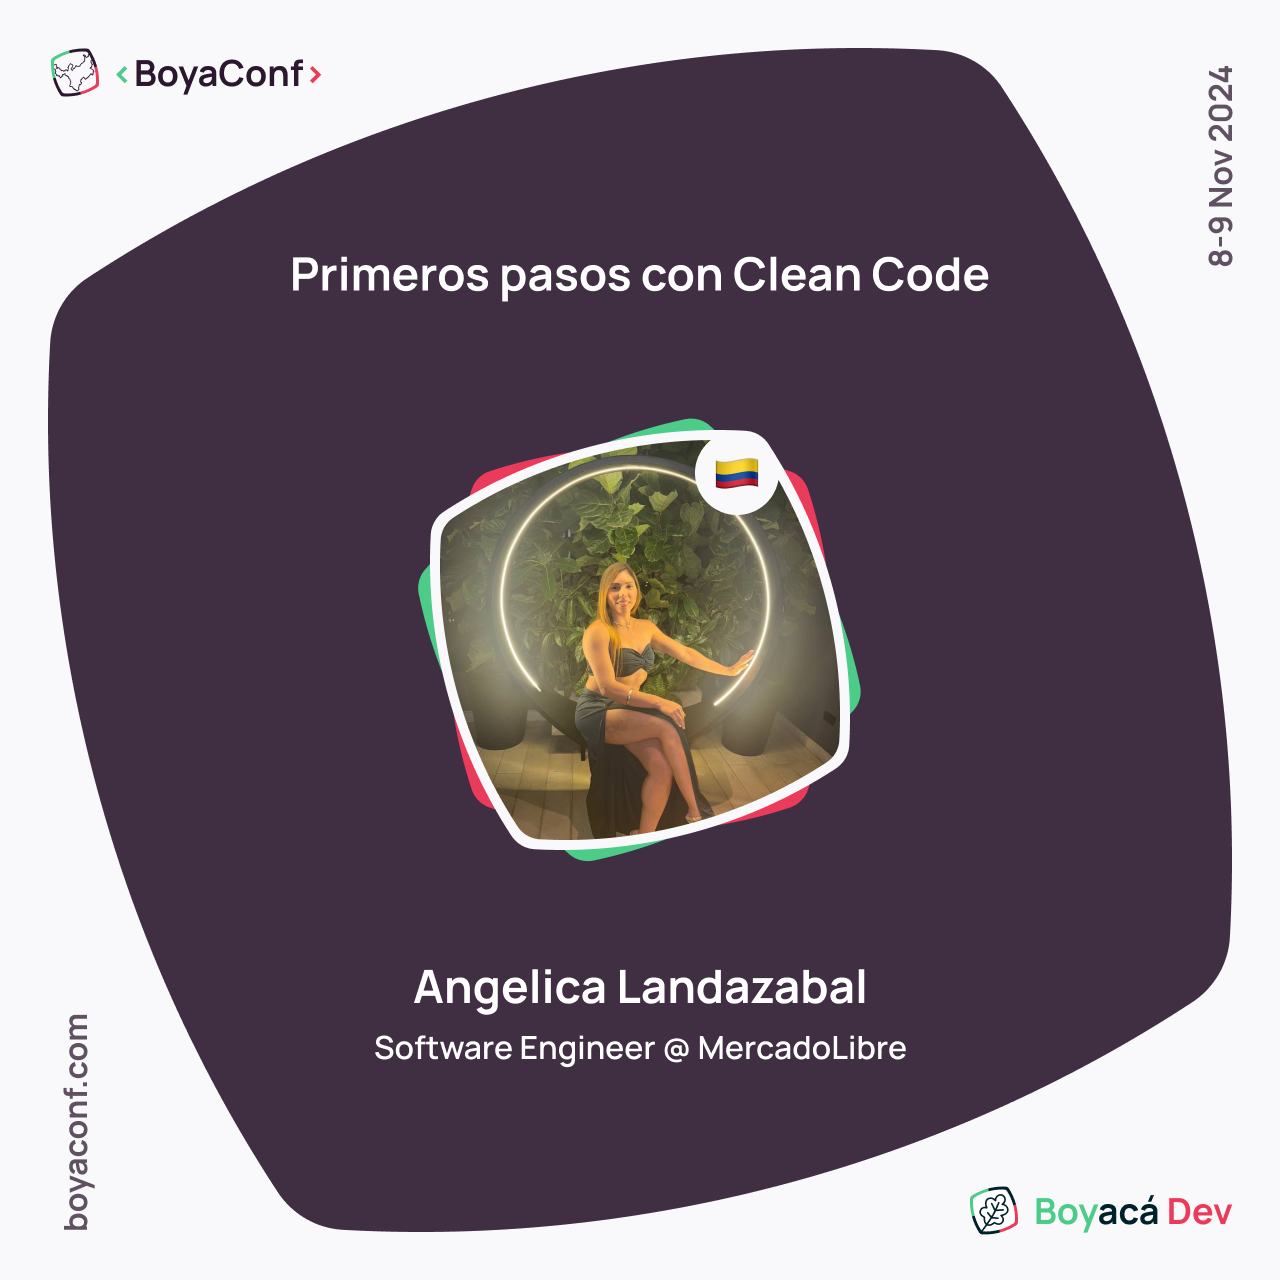 <BoyaConf>
8-9 Nov 2024
Primeros pasos con Clean Code
Angelica Landazabal
Software Engineer @ MercadoLibre
boyaconf.com
Boyacá Dev